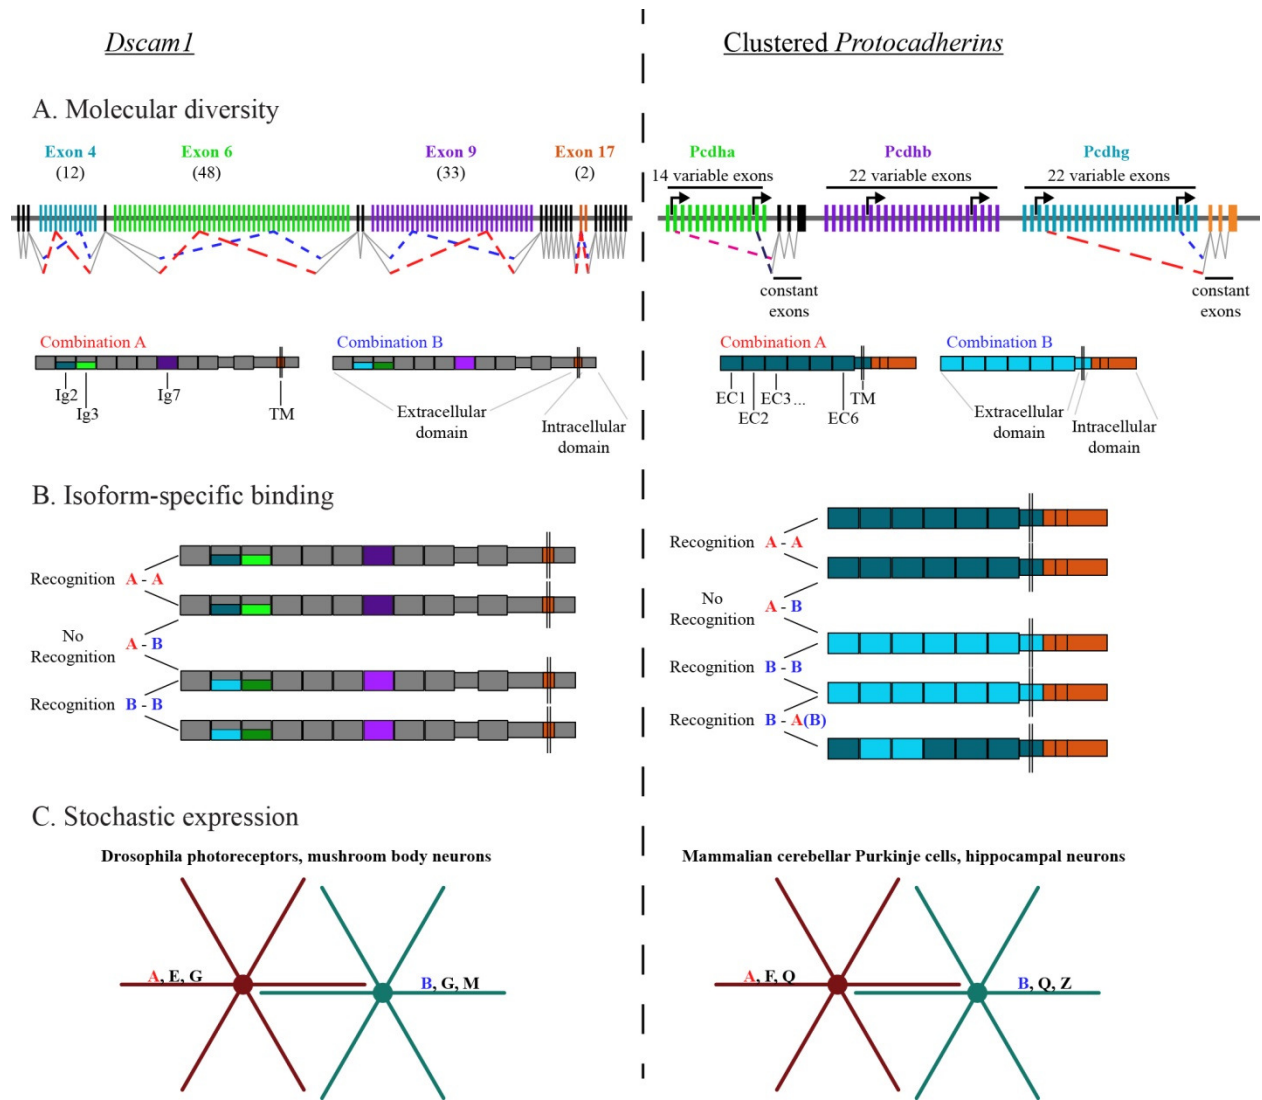 Dscam1
Clustered Protocadherins
A. Molecular diversity
Exon 4
(12)
Exon 6
(48)
Exon 9
(33)
Exon 17
(2)
Pcdha
14 variable exons
Pcdhb
22 variable exons
Pcdhg
22 variable exons
constant
exons
constant
exons
Combination A
Ig2
Ig3
Ig7
TM
Combination B
Extracellular
domain
Intracellular
domain
Combination A
EC1
EC2
EC3...
EC6
TM
Combination B
Extracellular
domain
Intracellular
domain
B. Isoform-specific binding
Recognition A - A
No
Recognition
A - B
Recognition B - B
Recognition A - A
No
Recognition
A - B
Recognition B - B
Recognition B - A(B)
C. Stochastic expression
Drosophila photoreceptors, mushroom body neurons
A, E, G
B, G, M
Mammalian cerebellar Purkinje cells, hippocampal neurons
A, F, Q
B, Q, Z